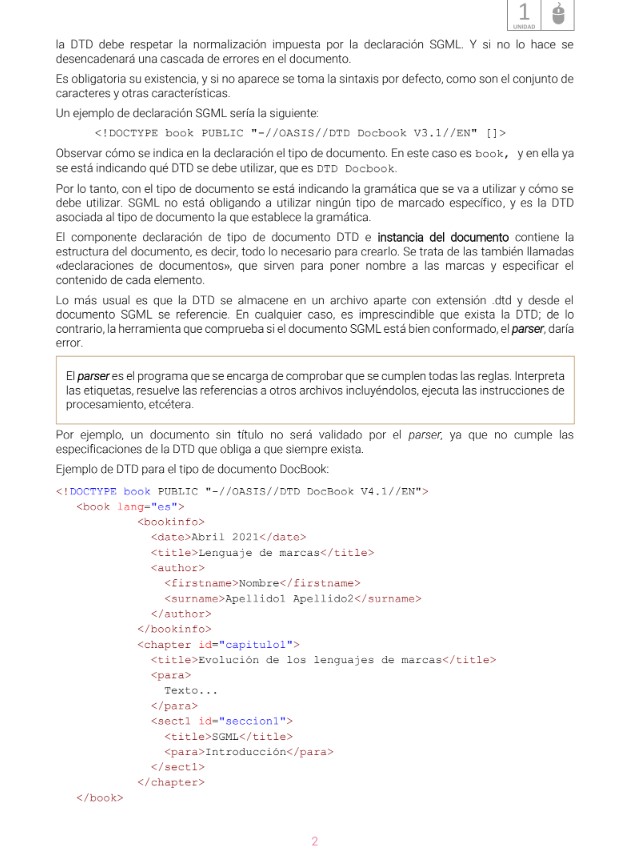 1
UNIDAD
la DTD debe respetar la normalización impuesta por la declaración SGML. Y si no lo hace se
desencadenará una cascada de errores en el documento.
Es obligatoria su existencia, y si no aparece se toma la sintaxis por defecto, como son el conjunto de
caracteres y otras características.
Un ejemplo de declaración SGML sería la siguiente:
<!DOCTYPE book PUBLIC "-//OASIS//DTD Docbook V3.1//EN" []>
Observar cómo se indica en la declaración el tipo de documento. En este caso es book, y en ella ya
se está indicando qué DTD se debe utilizar, que es DTD Docbook.
Por lo tanto, con el tipo de documento se está indicando la gramática que se va a utilizar y cómo se
debe utilizar. SGML no está obligando a utilizar ningún tipo de marcado específico, y es la DTD
asociada al tipo de documento la que establece la gramática.
El componente declaración de tipo de documento DTD e instancia del documento contiene la
estructura del documento, es decir, todo lo necesario para crearlo. Se trata de las también llamadas
«declaraciones de documentos», que sirven para poner nombre a las marcas y especificar el
contenido de cada elemento.
Lo más usual es que la DTD se almacene en un archivo aparte con extensión .dtd y desde el
documento SGML se referencie. En cualquier caso, es imprescindible que exista la DTD; de lo
contrario, la herramienta que comprueba si el documento SGML está bien conformado, el parser, daría
error.
El parser es el programa que se encarga de comprobar que se cumplen todas las reglas. Interpreta
las etiquetas, resuelve las referencias a otros archivos incluyéndolos, ejecuta las instrucciones de
procesamiento, etcétera.
Por ejemplo, un documento sin título no será validado por el parser, ya que no cumple las
especificaciones de la DTD que obliga a que siempre exista.
Ejemplo de DTD para el tipo de documento DocBook:
<!DOCTYPE book PUBLIC "-//OASIS//DTD DocBook V4.1//EN">
<book lang="es">
<bookinfo>
<date>Abril 2021</date>
<title>Lenguaje de marcas</title>
<author>
<firstname>Nombre</firstname>
<surname>Apellido1 Apellido2</surname>
</author>
</bookinfo>
<chapter id="capitulo1">
<title>Evolución de los lenguajes de marcas</title>
<para>
Texto...
</para>
<sect1 id="seccion1">
<title>SGML</title>
<para>Introducción</para>
</sect1>
</chapter>
</book>
2